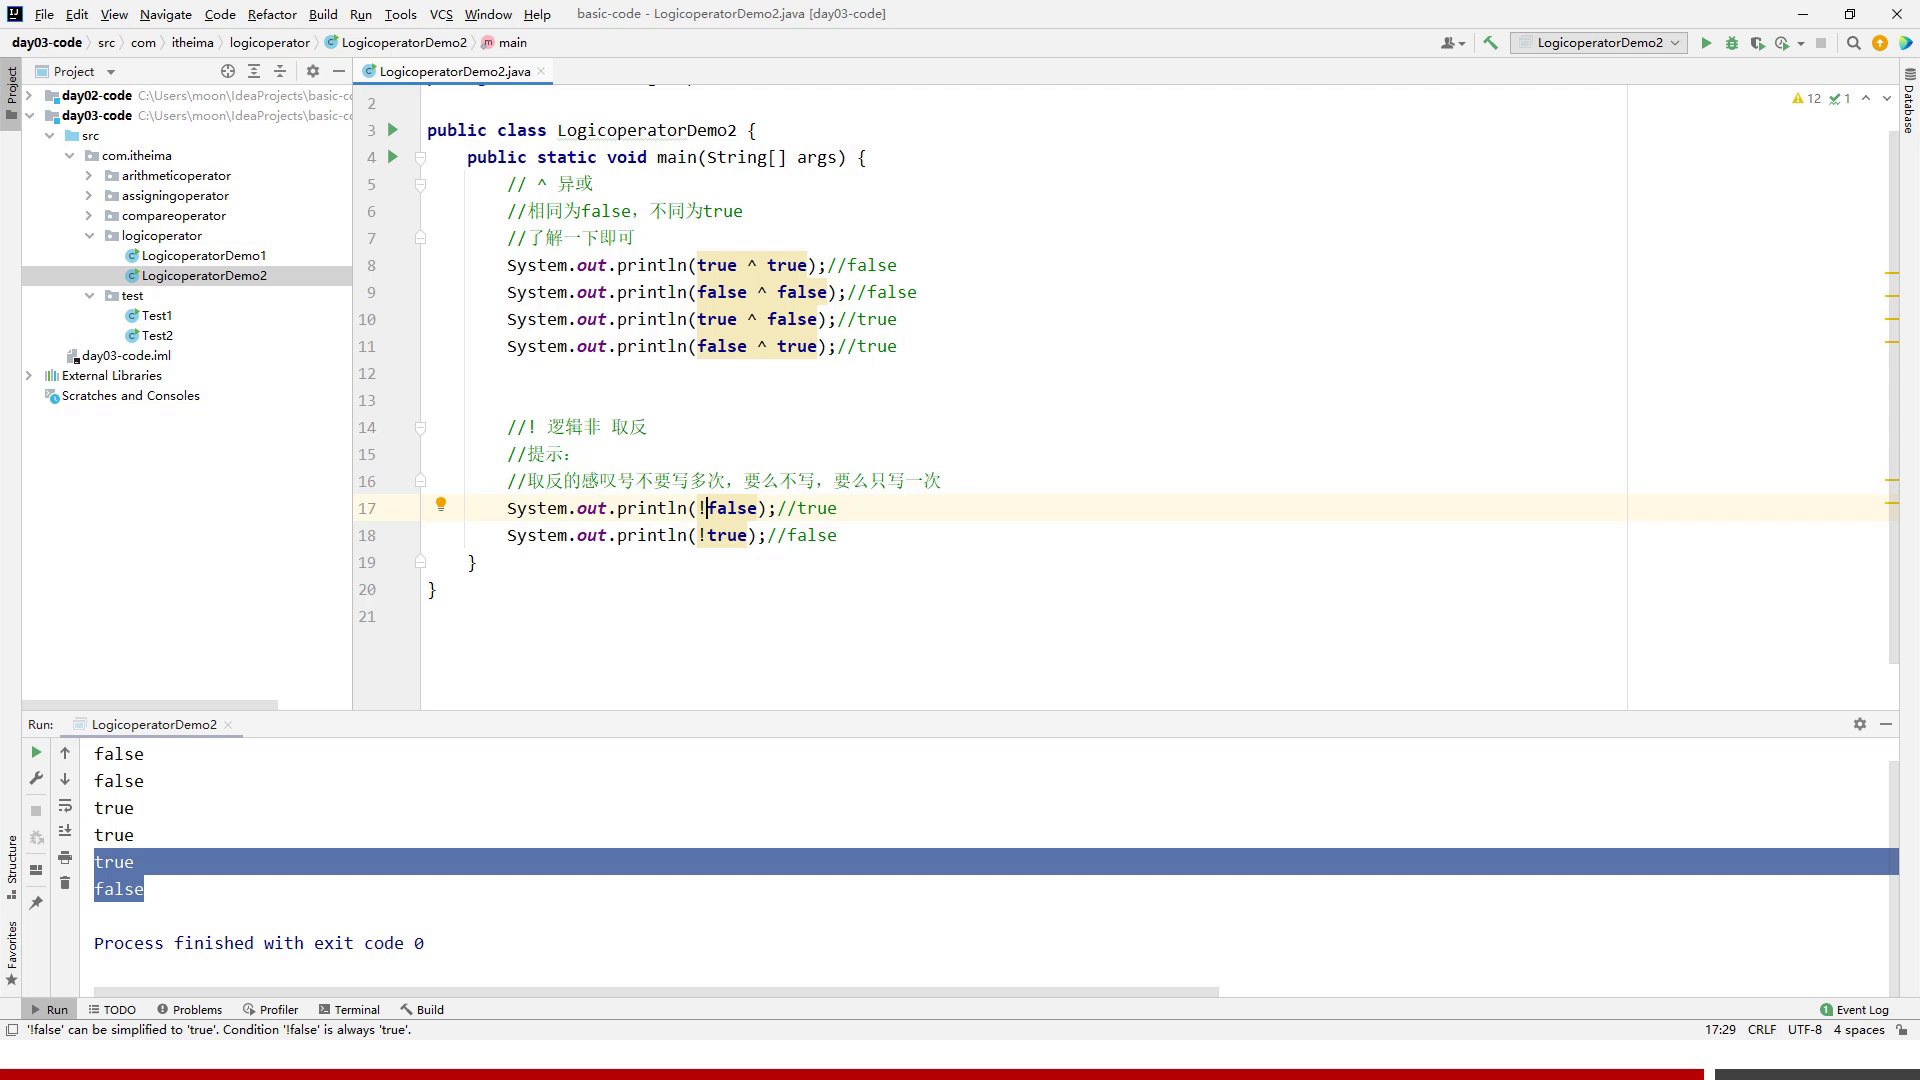 File Edit View Navigate Code Refactor Build Run Tools VCS Window Help basic-code - LogicoperatorDemo2.java [day03-code]
day03-code src com itheima logicoperator LogicoperatorDemo2 main LogicoperatorDemo2
Project
LogicoperatorDemo2.java
day02-code C:\Users\moon\IdeaProjects\basic-co
day03-code C:\Users\moon\IdeaProjects\basic-co
src
com.itheima
arithmeticoperator
assigningoperator
compareoperator
logicoperator
LogicoperatorDemo1
LogicoperatorDemo2
test
Test1
Test2
day03-code.iml
External Libraries
Scratches and Consoles
Project
Structure
Favorites
Database
12 1
2
3 public class LogicoperatorDemo2 {
4 public static void main(String[] args) {
5 // ^ 异或
6 //相同为false，不同为true
7 //了解一下即可
8 System.out.println(true ^ true);//false
9 System.out.println(false ^ false);//false
10 System.out.println(true ^ false);//true
11 System.out.println(false ^ true);//true
12
13
14 //! 逻辑非 取反
15 //提示：
16 //取反的感叹号不要写多次，要么不写，要么只写一次
17 System.out.println(!false);//true
18 System.out.println(!true);//false
19 }
20 }
21
Run: LogicoperatorDemo2
false
false
true
true
true
false
Process finished with exit code 0
Run TODO Problems Profiler Terminal Build 1 Event Log
'!false' can be simplified to 'true'. Condition '!false' is always 'true'. 17:29 CRLF UTF-8 4 spaces